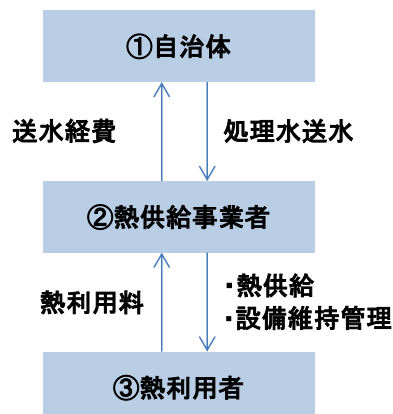 ①自治体
送水経費
処理水送水
②熱供給事業者
熱利用料
・熱供給
・設備維持管理
③熱利用者